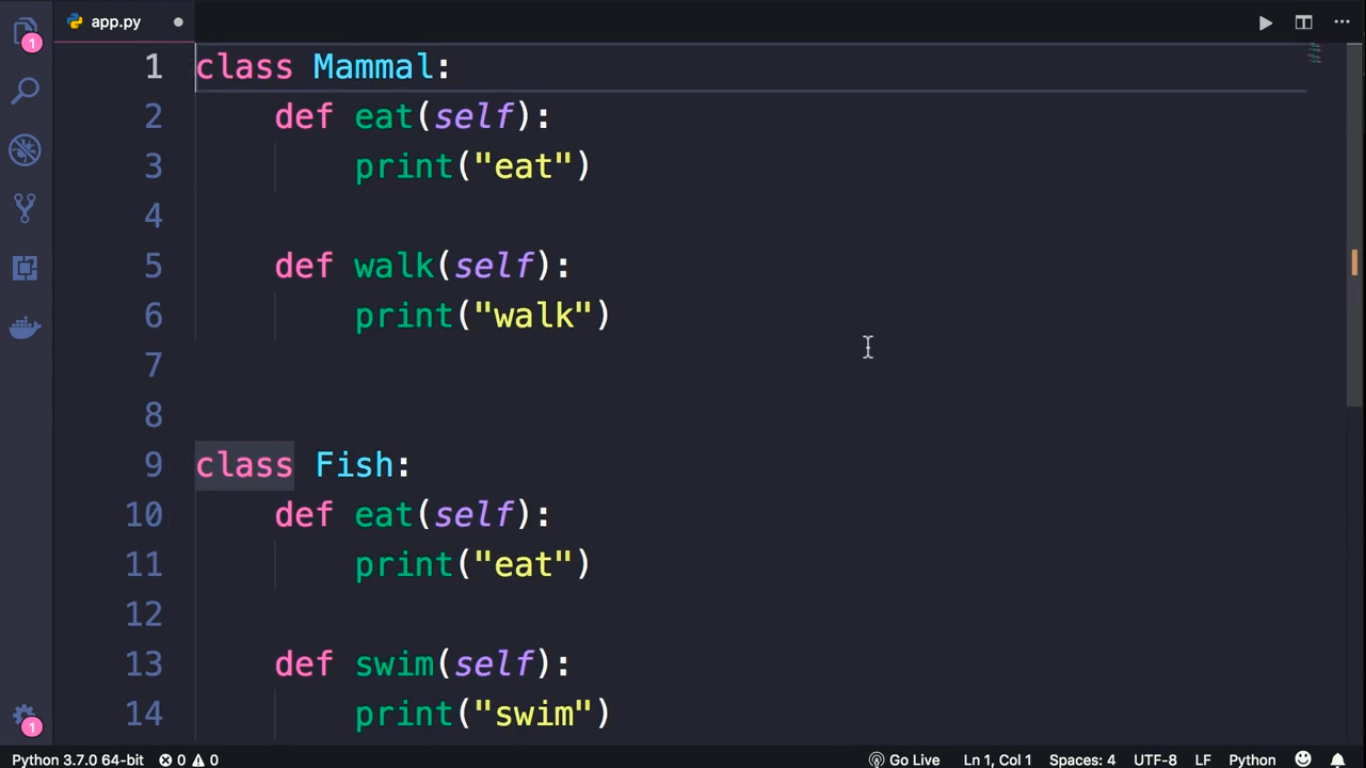 app.py
1
1 class Mammal:
2 def eat(self):
3 print("eat")
4
5 def walk(self):
6 print("walk")
7
8
9 class Fish:
10 def eat(self):
11 print("eat")
12
13 def swim(self):
14 print("swim")
1
Python 3.7.0 64-bit 0 0 Go Live Ln 1, Col 1 Spaces: 4 UTF-8 LF Python